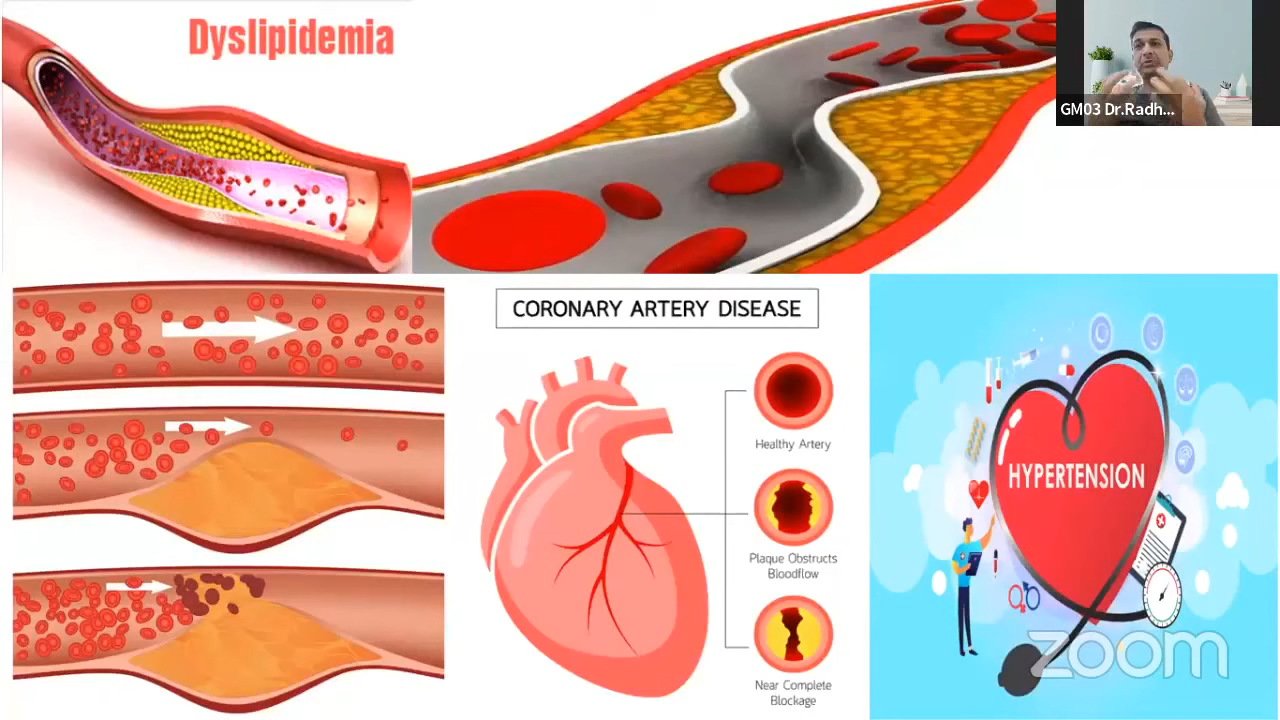 Dyslipidemia
GM03 Dr.Radh...
CORONARY ARTERY DISEASE
Healthy Artery
Plaque Obstructs
Bloodflow
Near Complete
Blockage
HYPERTENSION
zoom